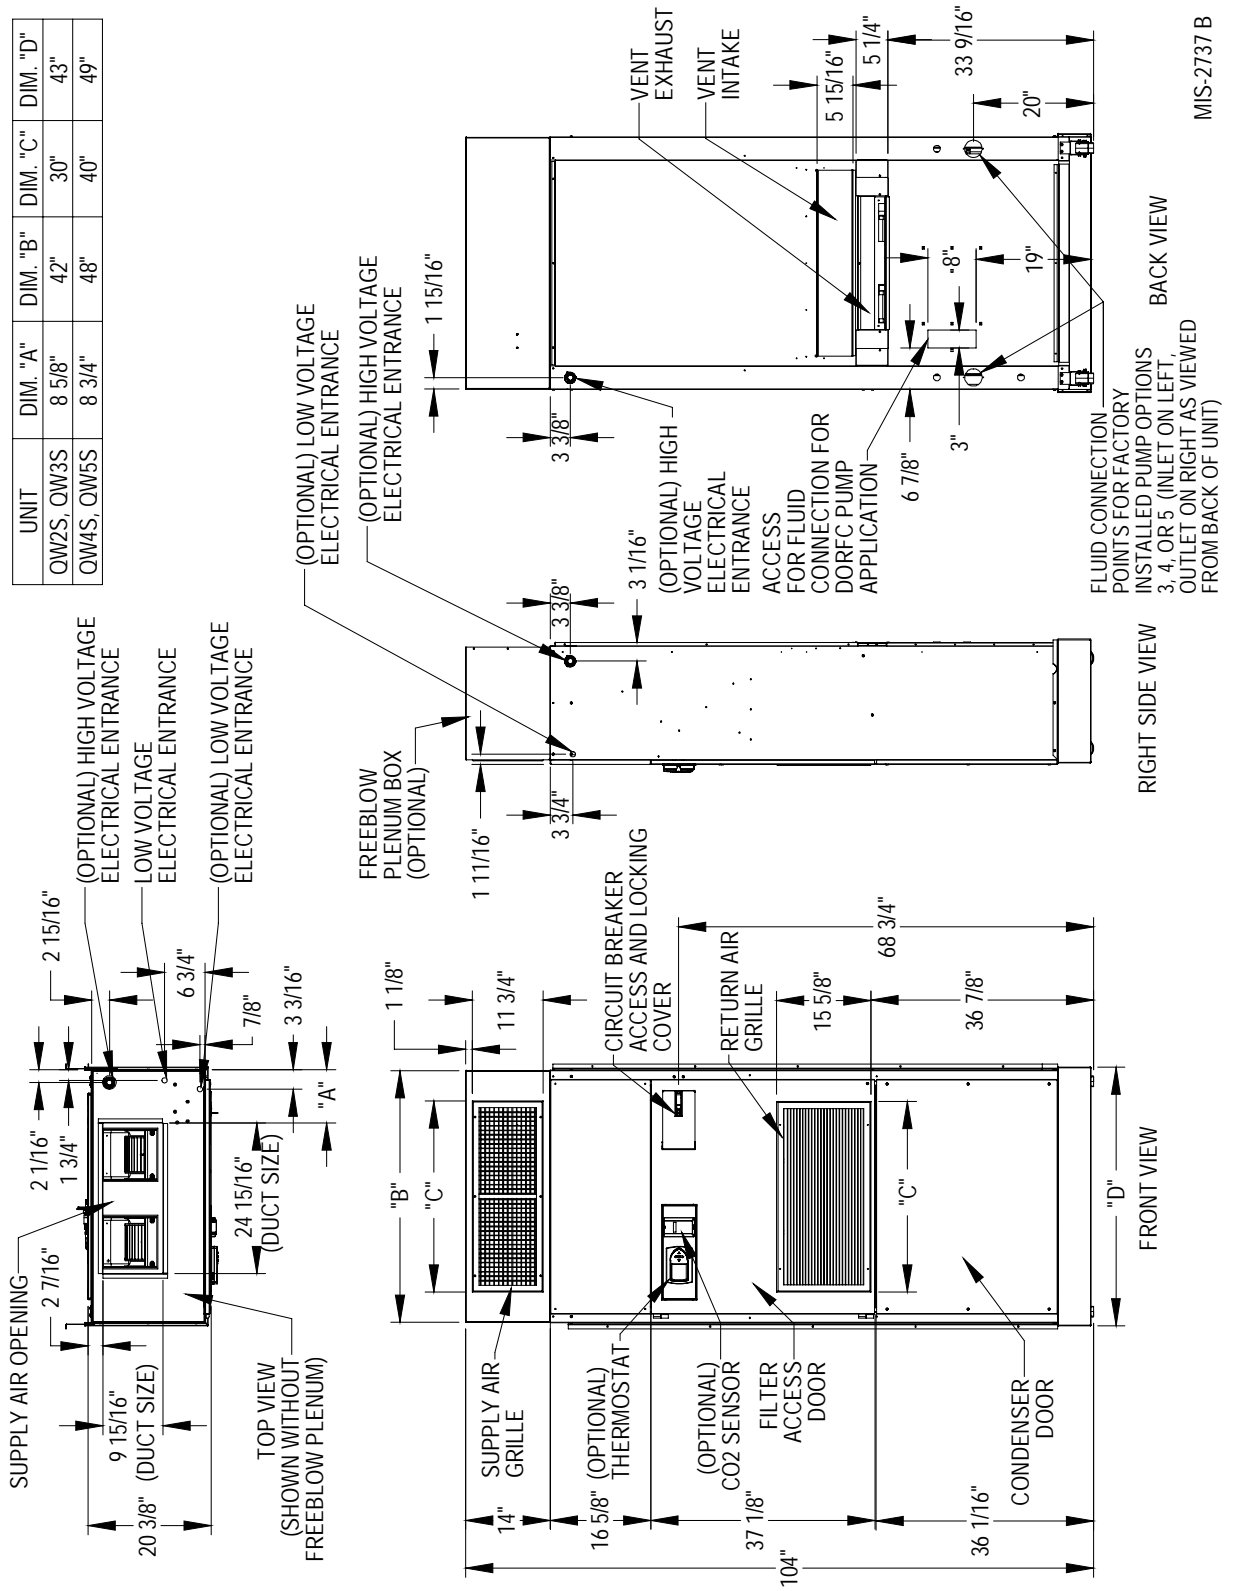 UNIT DIM. "A" DIM. "B" DIM. "C" DIM. "D"
QW2S, QW3S 8 5/8" 42" 30" 43"
QW4S, QW5S 8 3/4" 48" 40" 49"
SUPPLY AIR OPENING
2 7/16"
9 15/16"
(DUCT SIZE)
20 3/8"
TOP VIEW
(SHOWN WITHOUT
FREEBLOW PLENUM)
2 1/16"
1 3/4"
24 15/16"
(DUCT SIZE)
"A"
2 15/16"
6 3/4"
7/8"
3 3/16"
(OPTIONAL) HIGH VOLTAGE
ELECTRICAL ENTRANCE
LOW VOLTAGE
ELECTRICAL ENTRANCE
(OPTIONAL) LOW VOLTAGE
ELECTRICAL ENTRANCE
SUPPLY AIR
GRILLE
(OPTIONAL)
THERMOSTAT
(OPTIONAL)
CO2 SENSOR
FILTER
ACCESS
DOOR
CONDENSER
DOOR
14"
16 5/8"
37 1/8"
36 1/16"
104"
"B"
"C"
"C"
"D"
FRONT VIEW
1 1/8"
11 3/4"
CIRCUIT BREAKER
ACCESS AND LOCKING
COVER
RETURN AIR
GRILLE
15 5/8"
68 3/4"
36 7/8"
FREEBLOW
PLENUM BOX
(OPTIONAL)
1 11/16"
3 3/4"
3 3/8"
3 1/16"
(OPTIONAL) LOW VOLTAGE
ELECTRICAL ENTRANCE
(OPTIONAL) HIGH VOLTAGE
ELECTRICAL ENTRANCE
RIGHT SIDE VIEW
1 15/16"
3 3/8"
(OPTIONAL) HIGH
VOLTAGE
ELECTRICAL
ENTRANCE
ACCESS
FOR FLUID
CONNECTION FOR
DORFC PUMP
APPLICATION
6 7/8"
3"
8"
19"
VENT
EXHAUST
VENT
INTAKE
5 15/16"
5 1/4"
33 9/16"
20"
FLUID CONNECTION
POINTS FOR FACTORY
INSTALLED PUMP OPTIONS
3, 4, OR 5 (INLET ON LEFT,
OUTLET ON RIGHT AS VIEWED
FROM BACK OF UNIT)
BACK VIEW
MIS-2737 B